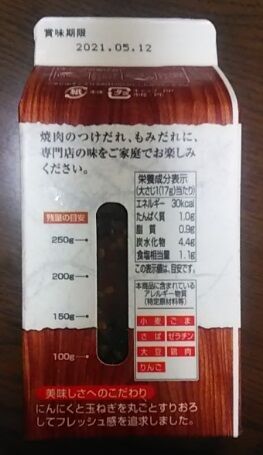 賞味期限
2021.05.12
焼肉のつけだれ、もみだれに、
専門店の味をご家庭でお楽しみ
ください。
残量の目安
250g
200g
150g
100g
栄養成分表示
(大さじ1(17g)当たり)
エネルギー 30kcal
たんぱく質 1.0g
脂質 0.9g
炭水化物 4.4g
食塩相当量 1.1g
この表示値は、目安です。
本商品に含まれている
アレルギー物質
(特定原材料等)
小麦 ごま
さば ゼラチン
大豆 鶏肉
りんご
美味しさへのこだわり
にんにくと玉ねぎを丸ごとすりおろ
してフレッシュ感を追求しました。